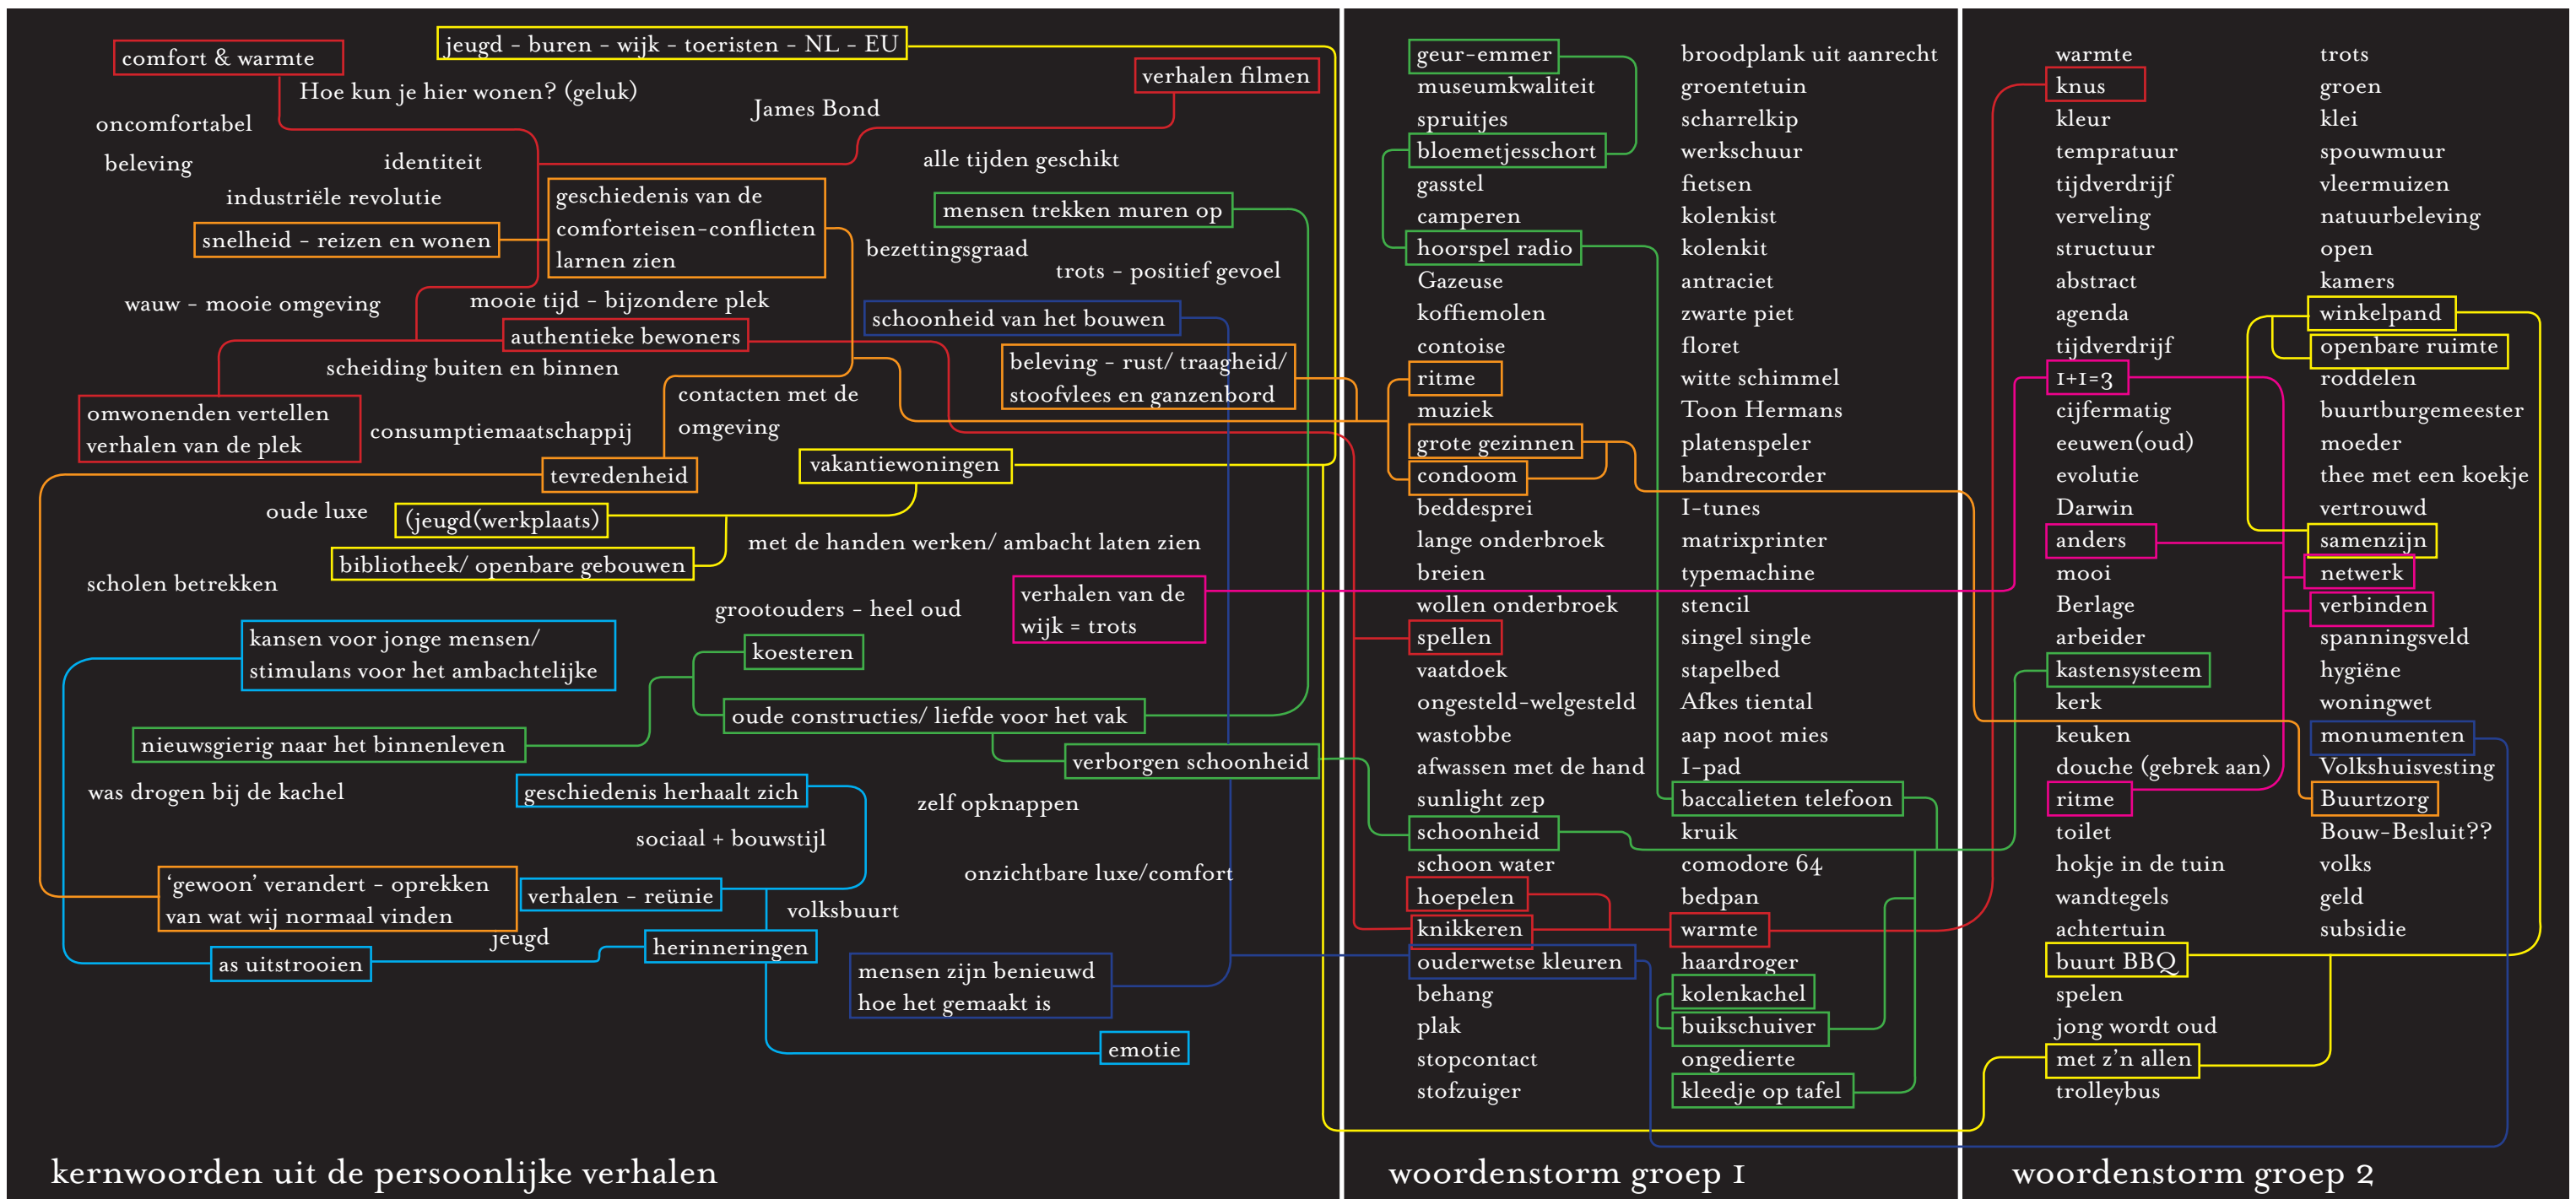 comfort & warmte
jeugd - buren - wijk - toeristen - NL - EU
verhalen filmen
Hoe kun je hier wonen? (geluk)
James Bond
oncomfortabel
beleving
identiteit
alle tijden geschikt
industriële revolutie
geschiedenis van de
comforteisen-conflicten
larnen zien
mensen trekken muren op
snelheid - reizen en wonen
bezettingsgraad
trots - positief gevoel
wauw - mooie omgeving
mooie tijd - bijzondere plek
schoonheid van het bouwen
authentieke bewoners
beleving - rust/ traagheid/
stoofvlees en ganzenbord
scheiding buiten en binnen
contacten met de
omgeving
omwonenden vertellen
verhalen van de plek
consumptiemaatschappij
vakantiewoningen
tevredenheid
oude luxe
(jeugd(werkplaats)
met de handen werken/ ambacht laten zien
bibliotheek/ openbare gebouwen
scholen betrekken
verhalen van de
wijk = trots
grootouders - heel oud
kansen voor jonge mensen/
stimulans voor het ambachtelijke
koesteren
oude constructies/ liefde voor het vak
nieuwsgierig naar het binnenleven
verborgen schoonheid
was drogen bij de kachel
geschiedenis herhaalt zich
zelf opknappen
sociaal + bouwstijl
onzichtbare luxe/comfort
'gewoon' verandert - oprekken
van wat wij normaal vinden
verhalen - reünie
volksbuurt
jeugd
herinneringen
as uitstrooien
mensen zijn benieuwd
hoe het gemaakt is
emotie
kernwoorden uit de persoonlijke verhalen
geur-emmer
museumkwaliteit
spruitjes
bloemetjesschort
gasstel
camperen
hoorspel radio
Gazeuse
koffiemolen
contoise
ritme
muziek
grote gezinnen
condoom
beddesprei
lange onderbroek
breien
wollen onderbroek
spellen
vaatdoek
ongesteld-welgesteld
wastobbe
afwassen met de hand
sunlight zep
schoonheid
schoon water
hoepelen
knikkeren
ouderwetse kleuren
behang
plak
stopcontact
stofzuiger
broodplank uit aanrecht
groentetuin
scharrelkip
werkschuur
fietsen
kolenkist
kolenkit
antraciet
zwarte piet
floret
witte schimmel
Toon Hermans
platenspeler
bandrecorder
I-tunes
matrixprinter
typemachine
stencil
singel single
stapelbed
Afkes tiental
aap noot mies
I-pad
baccalieten telefoon
kruik
comodore 64
bedpan
warmte
haardroger
kolenkachel
buikschuiver
ongedierte
kleedje op tafel
woordenstorm groep 1
warmte
knus
kleur
tempratuur
tijdverdrijf
verveling
structuur
abstract
agenda
tijdverdrijf
1+1=3
cijfermatig
eeuwen(oud)
evolutie
Darwin
anders
mooi
Berlage
arbeider
kastensysteem
kerk
keuken
douche (gebrek aan)
ritme
toilet
hokje in de tuin
wandtegels
achtertuin
buurt BBQ
spelen
jong wordt oud
met z'n allen
trolleybus
trots
groen
klei
spouwmuur
vleermuizen
natuurbeleving
open
kamers
winkelpand
openbare ruimte
roddelen
buurtburgemeester
moeder
thee met een koekje
vertrouwd
samenzijn
netwerk
verbinden
spanningsveld
hygiëne
woningwet
monumenten
Volkshuisvesting
Buurtzorg
Bouw-Besluit??
volks
geld
subsidie
woordenstorm groep 2